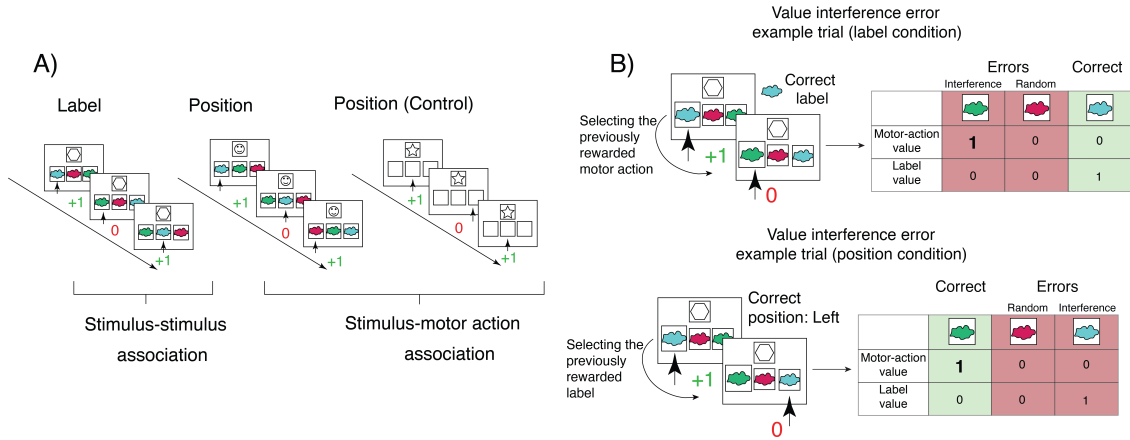 A)
Label
Position
Position (Control)
+1
0
+1
+1
0
+1
+1
0
+1
Stimulus-stimulus
association
Stimulus-motor action
association
B)
Value interference error
example trial (label condition)
Correct
label
Selecting the
previously
rewarded
motor action
+1
0
Errors
Correct
Interference
Random
Motor-action
value
1
0
0
Label
value
0
0
1
Value interference error
example trial (position condition)
Correct
position: Left
Selecting the
previously
rewarded
label
+1
0
Correct
Errors
Random
Interference
Motor-action
value
1
0
0
Label
value
0
0
1